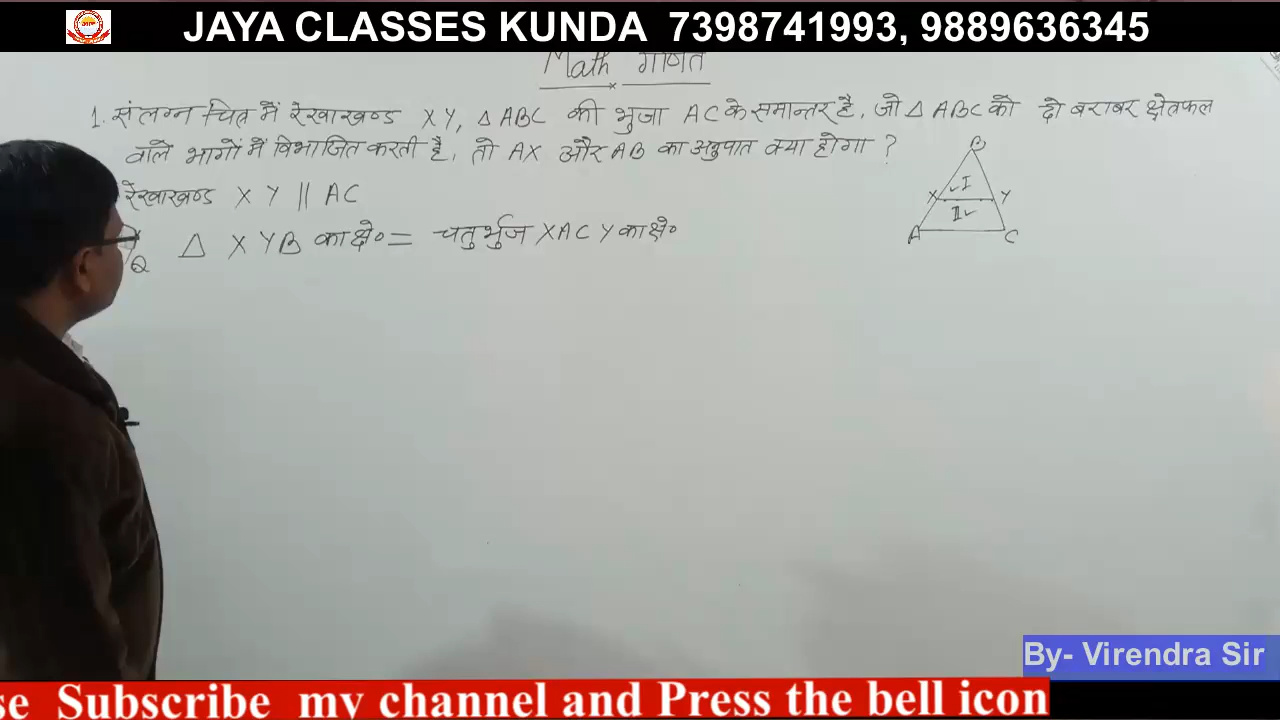 JAYA CLASSES KUNDA 7398741993, 9889636345
Math गणित
1. संलग्न चित्र में रेखाखण्ड XY, △ABC की भुजा AC के समान्तर है, जो △ABC को दो बराबर क्षेत्रफल
वाले भागों में विभाजित करती है, तो AX और AB का अनुपात क्या होगा ?
रेखाखण्ड XY || AC
△ XYB का क्षे० = चतुर्भुज XACY का क्षे०
B
X I Y
II
A C
By- Virendra Sir
se Subscribe my channel and Press the bell icon